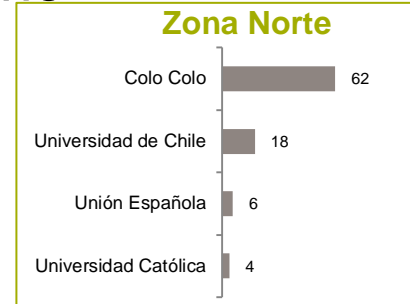 Zona Norte
Colo Colo 62
Universidad de Chile 18
Unión Española 6
Universidad Católica 4